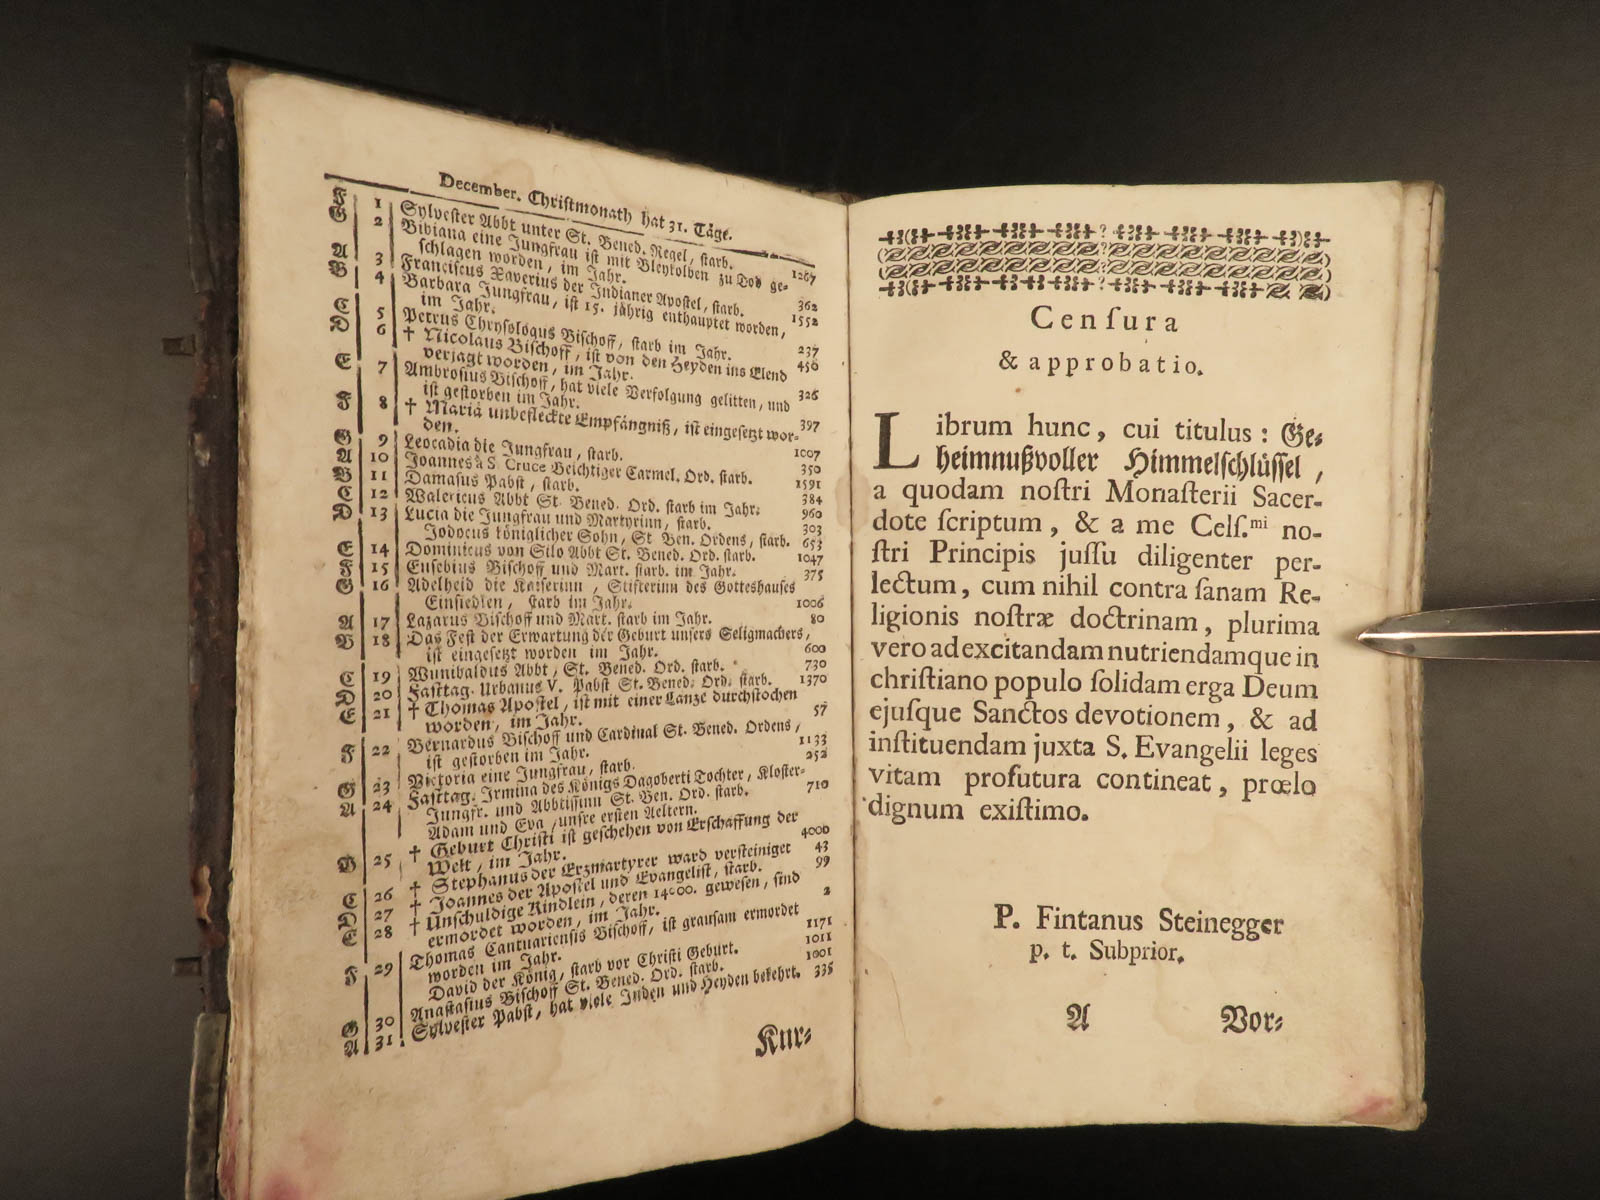 December. Christmonath hat 31. Täge.
F 1 Sylvester Abbt unter St. Bened. Regel, starb. 1267
G 2 Bibiana eine Jungfrau ist mit Bleykolben zu Tod ge-
schlagen worden, im Jahr. 362
A 3 Franciscus Xaverius der Indianer Apostel, starb. 1552
B 4 Barbara Jungfrau, ist 15. jährig enthauptet worden,
im Jahr. 237
C 5 Petrus Chrysologus Bischoff, starb im Jahr. 456
D 6 † Nicolaus Bischoff, ist von den Heyden ins Elend
verjagt worden, im Jahr. 326
E 7 Ambrosius Bischoff, hat viele Verfolgung gelitten, und
ist gestorben im Jahr. 397
F 8 † Maria unbefleckte Empfängniß, ist eingesetzt wor-
den. 1007
G 9 Leocadia die Jungfrau, starb. 350
A 10 Joannes à S. Cruce Beichtiger Carmel. Ord. starb. 1591
B 11 Damasus Pabst, starb. 384
C 12 Walericus Abbt St. Bened. Ord. starb im Jahr. 960
D 13 Lucia die Jungfrau und Martyrinn, starb. 303
Jodocus königlicher Sohn, St. Ben. Ordens, starb. 653
E 14 Dominicus von Silo Abbt St. Bened. Ord. starb. 1047
F 15 Eusebius Bischoff und Mart. starb. im Jahr. 375
G 16 Adelheid die Kaiserinn, Stifterinn des Gotteshauses
Einsiedlen, starb im Jahr. 1006
A 17 Lazarus Bischoff und Mart. starb im Jahr. 80
B 18 Das Fest der Erwartung der Geburt unsers Seligmachers,
ist eingesetzt worden im Jahr. 600
C 19 Wunibaldus Abbt, St. Bened. Ord. starb. 730
D 20 Fasttag. Urbanus V. Pabst St. Bened. Ord. starb. 1370
E 21 † Thomas Apostel, ist mit einer Lanze durchstochen
worden, im Jahr. 57
F 22 Bernardus Bischoff und Cardinal St. Bened. Ordens,
ist gestorben im Jahr. 1133
G 23 Victoria eine Jungfrau, starb. 252
A 24 Fasttag. Irmina des Königs Dagoberti Tochter, Kloster-
Jungfr. und Abbtissinn St. Ben. Ord. starb. 710
Adam und Eva, unsre ersten Aeltern.
B 25 † Geburt Christi ist geschehen von Erschaffung der
Welt, im Jahr. 4000
C 26 † Stephanus der Erzmartyrer ward versteiniget 43
D 27 † Joannes der Apostel und Evangelist, starb. 99
E 28 † Unschuldige Kindlein, deren 14000. gewesen, sind
ermordet worden, im Jahr. 2
F 29 Thomas Cantuariensis Bischoff, ist grausam ermordet
worden im Jahr. 1171
David der König, starb vor Christi Geburt. 1011
G 30 Anastasius Bischoff St. Bened. Ord. starb. 1001
A 31 Sylvester Pabst, hat viele Juden und Heyden bekehrt. 335
Kur-
Censura
& approbatio.
Librum hunc, cui titulus: Ge-
heimnußvoller Himmelschlüssel,
a quodam nostri Monasterii Sacer-
dote scriptum, & a me Cels.mi no-
stri Principis jussu diligenter per-
lectum, cum nihil contra sanam Re-
ligionis nostræ doctrinam, plurima
vero ad excitandam nutriendamque in
christiano populo solidam erga Deum
ejusque Sanctos devotionem, & ad
instituendam juxta S. Evangelii leges
vitam profutura contineat, prœlo
dignum existimo.
P. Fintanus Steinegger
p. t. Subprior.
A Vor-